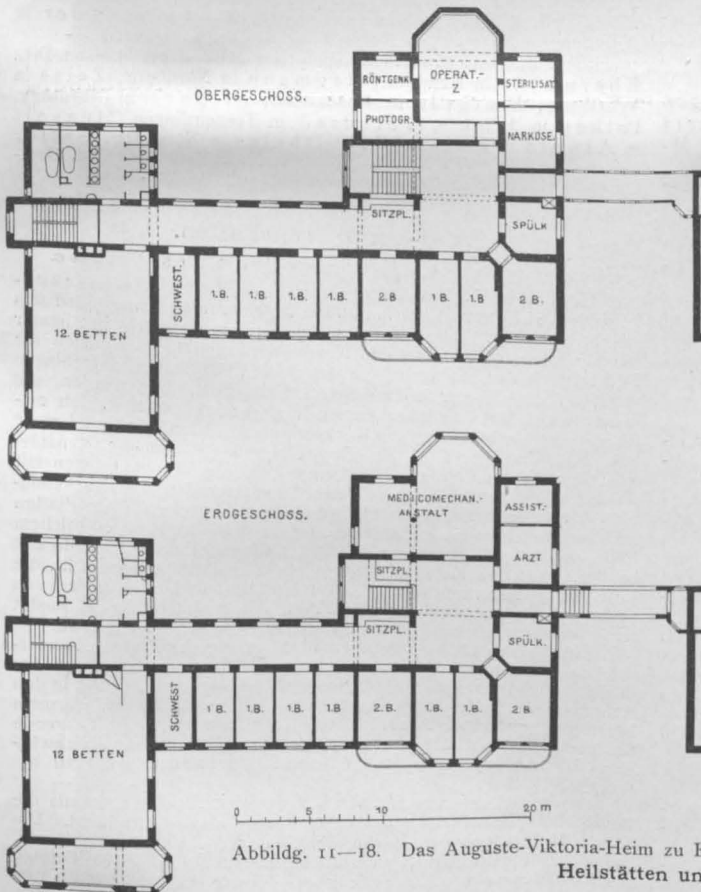 OBERGESCHOSS.
RÖNTGENK
OPERAT.-
Z
STERILISAT.
PHOTOGR.
NARKOSE.
SITZPL.
SPÜLK
12 BETTEN
SCHWEST.
1.B.
1.B.
1.B.
1.B.
2.B
1 B.
1.B
2 B.
ERDGESCHOSS.
MEDICOMECHAN.-
ANSTALT
ASSIST.-
ARZT
SITZPL.
SITZPL.
SPÜLK.
12 BETTEN
SCHWEST
1 B.
1.B.
1.B.
1.B
2.B.
1.B.
1.B.
2 B.
0 5 10 20 m
Abbildg. 11—18. Das Auguste-Viktoria-Heim zu
Heilstätten